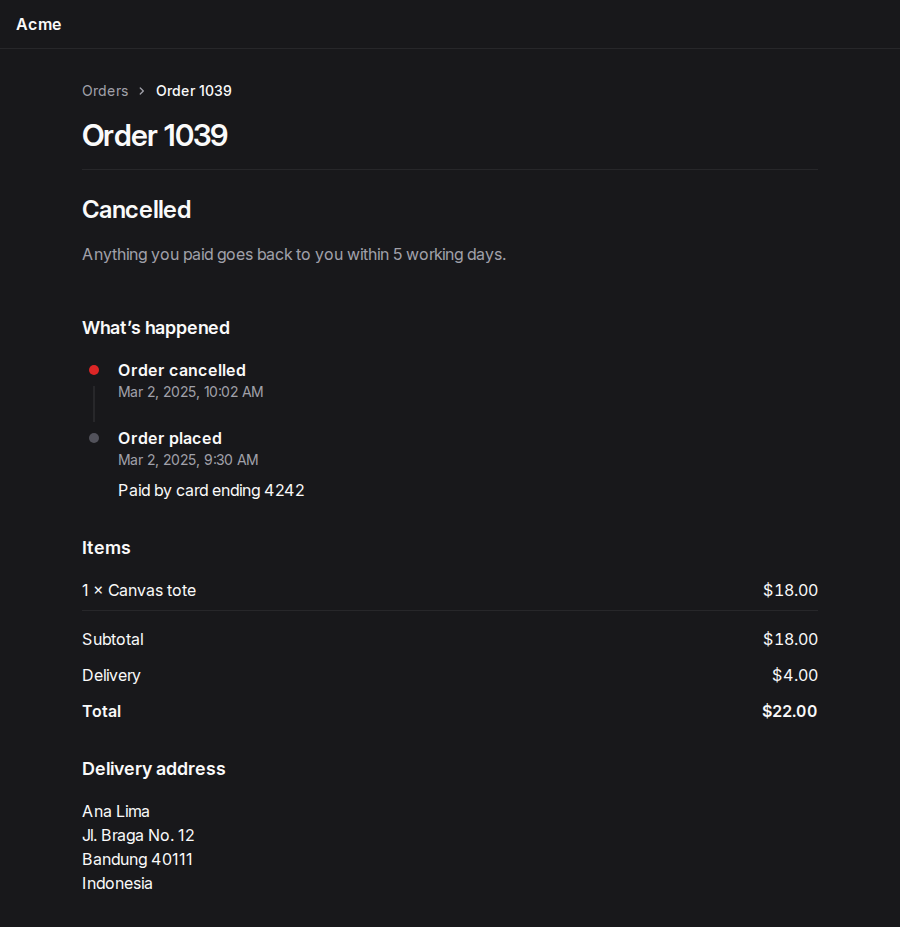 Acme
Orders › Order 1039
Order 1039
Cancelled
Anything you paid goes back to you within 5 working days.
What’s happened
Order cancelled
Mar 2, 2025, 10:02 AM
Order placed
Mar 2, 2025, 9:30 AM
Paid by card ending 4242
Items
1 × Canvas tote $18.00
Subtotal $18.00
Delivery $4.00
Total $22.00
Delivery address
Ana Lima
Jl. Braga No. 12
Bandung 40111
Indonesia